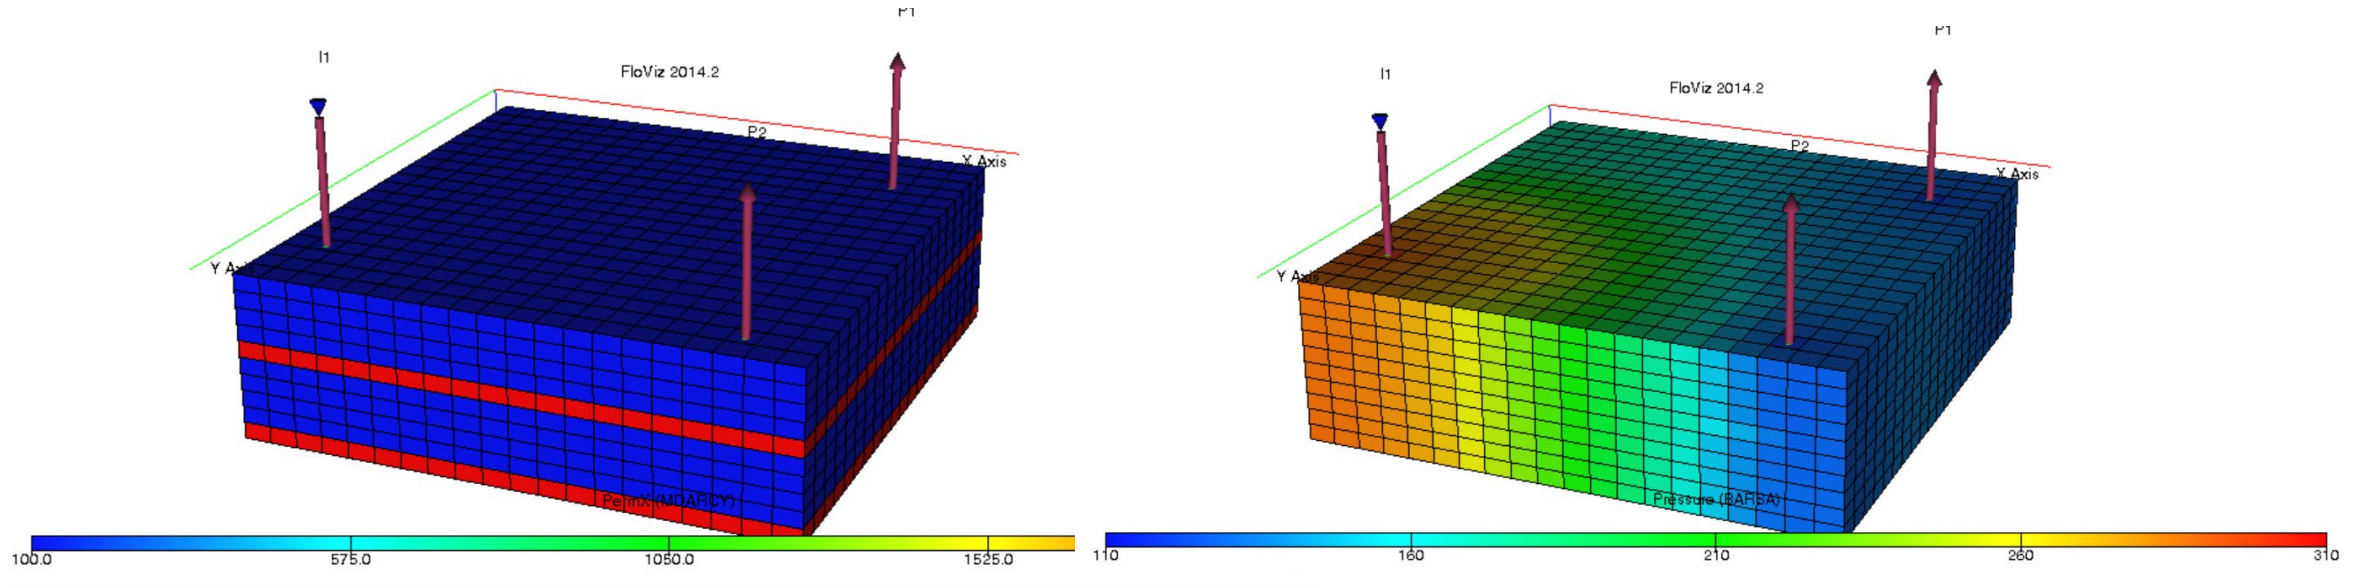 P1
I1
FloViz 2014.2
P2
X Axis
Y Axis
PermX (MDARCY)
100.0 575.0 1050.0 1525.0
P1
I1
FloViz 2014.2
P2
X Axis
Y Axis
Pressure (BARSA)
110 160 210 260 310